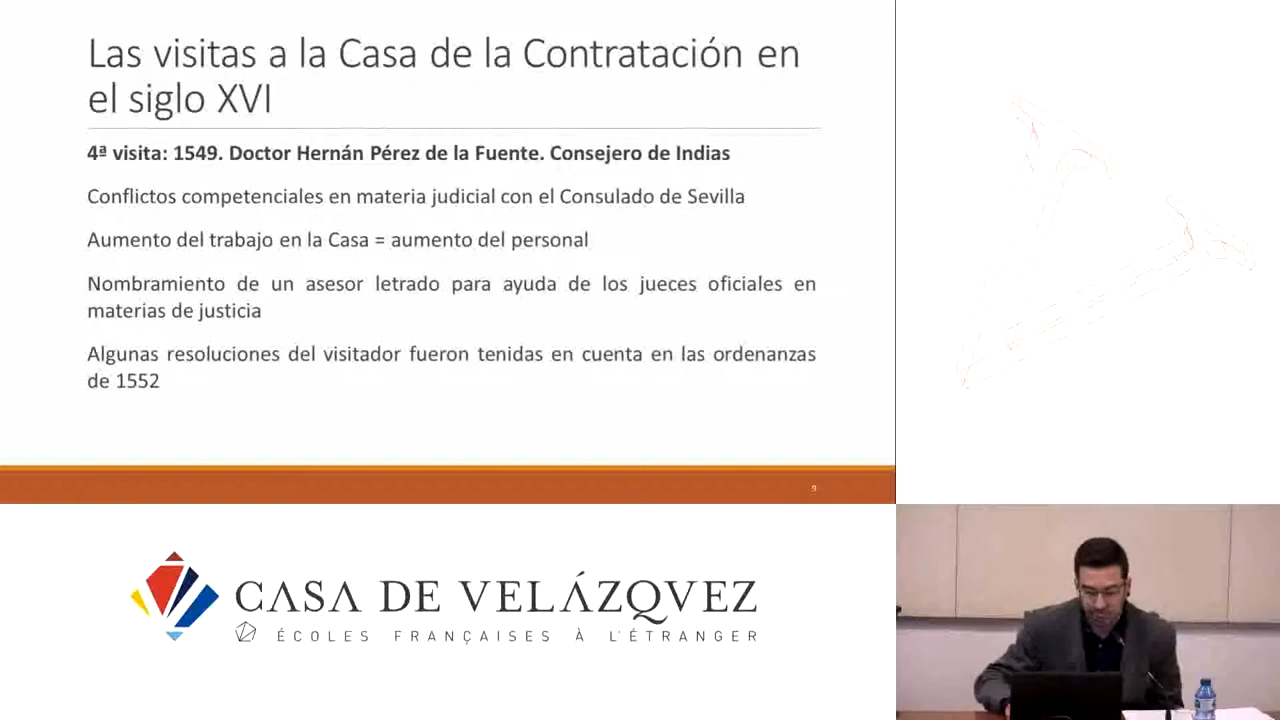 Las visitas a la Casa de la Contratación en
el siglo XVI
4ª visita: 1549. Doctor Hernán Pérez de la Fuente. Consejero de Indias
Conflictos competenciales en materia judicial con el Consulado de Sevilla
Aumento del trabajo en la Casa = aumento del personal
Nombramiento de un asesor letrado para ayuda de los jueces oficiales en
materias de justicia
Algunas resoluciones del visitador fueron tenidas en cuenta en las ordenanzas
de 1552
9
CASA DE VELÁZQVEZ
ÉCOLES FRANÇAISES À L'ÉTRANGER